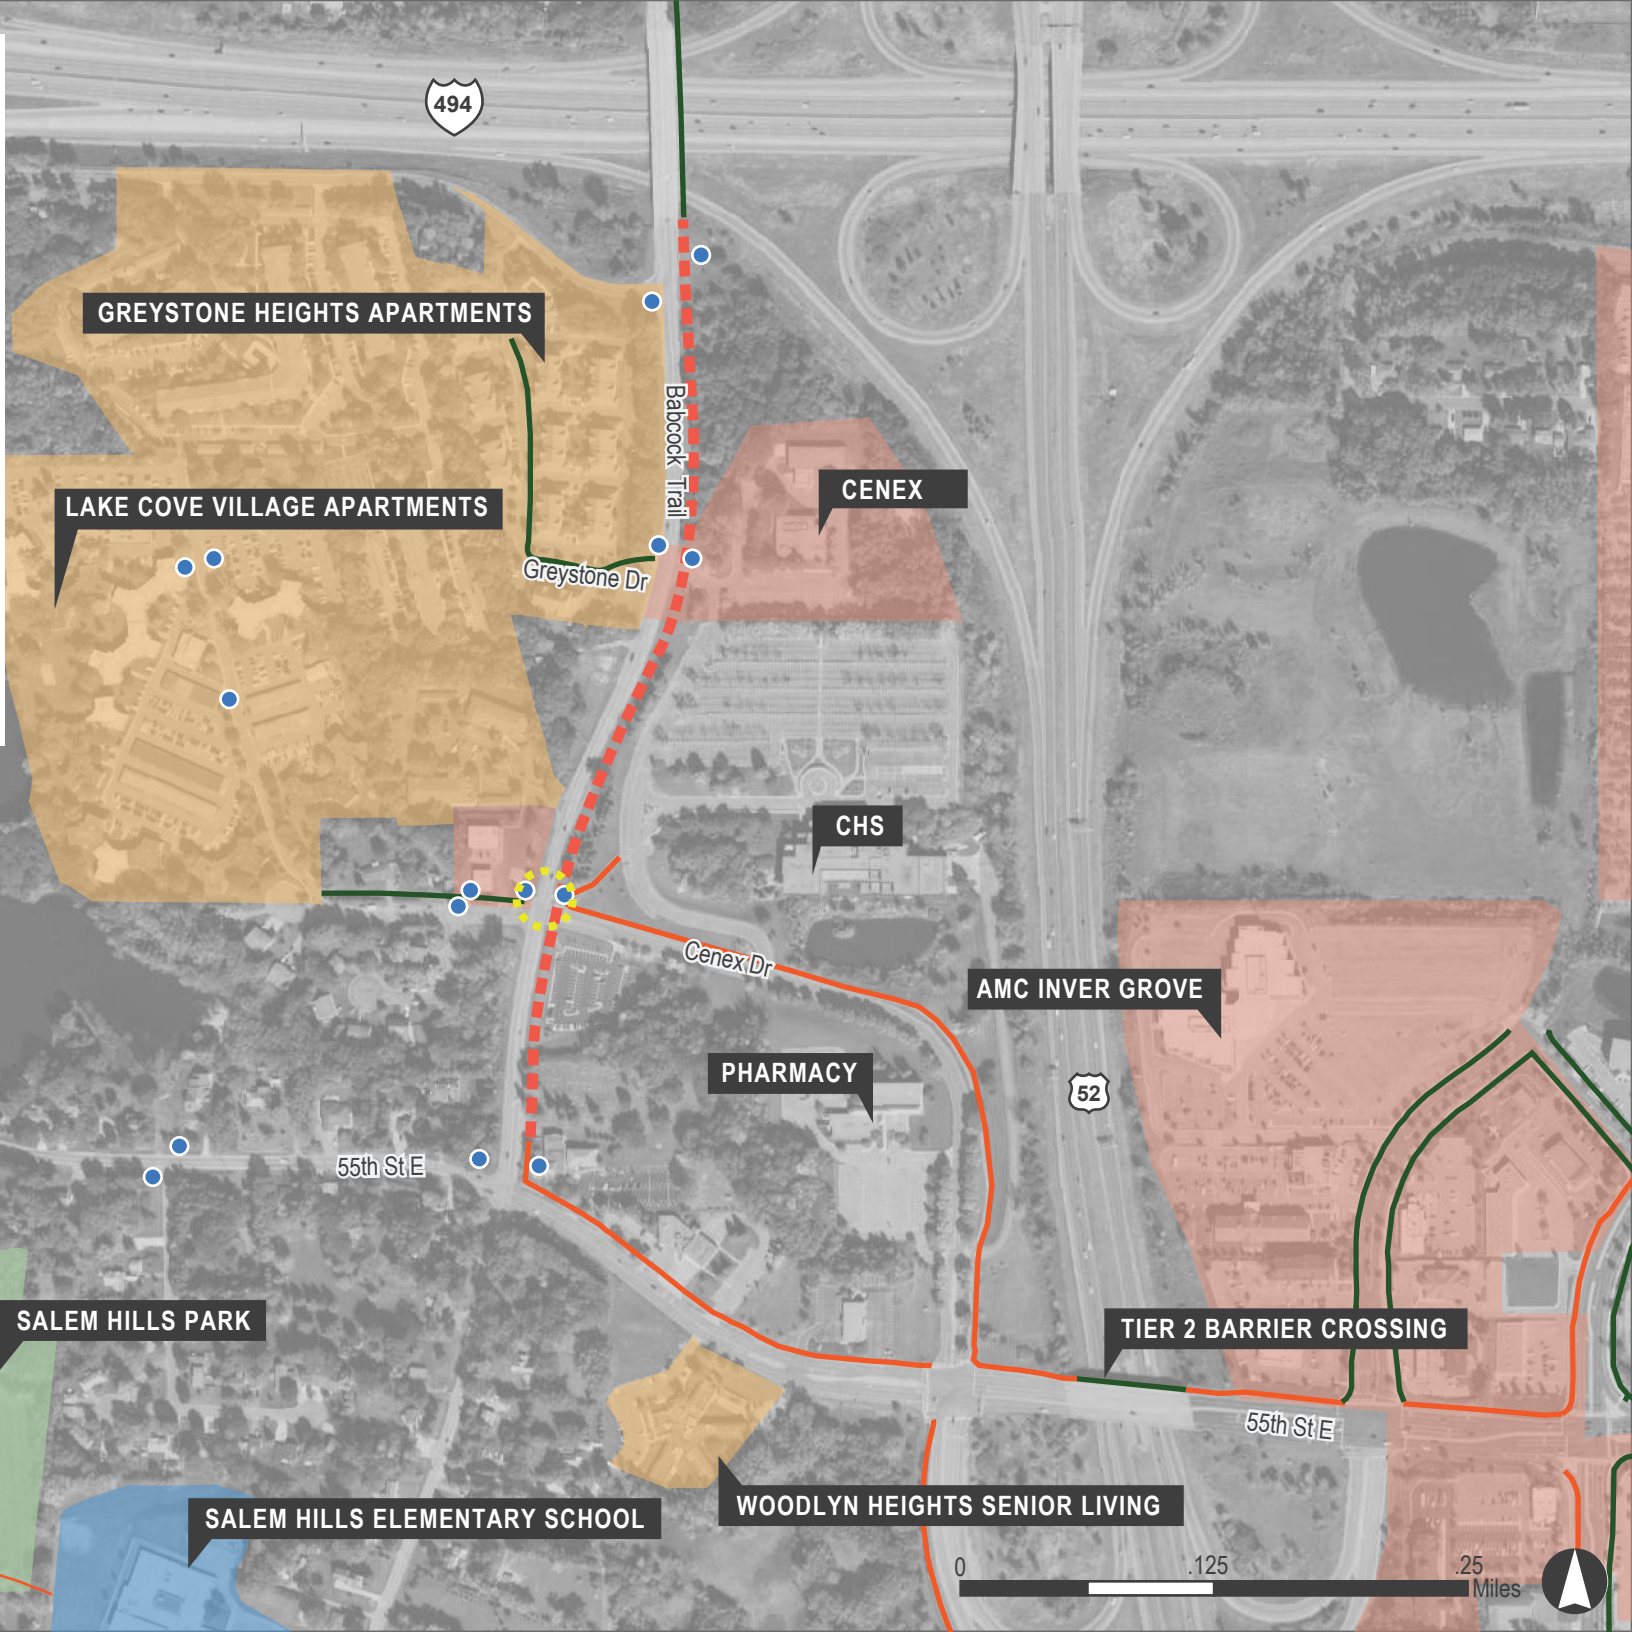 494
GREYSTONE HEIGHTS APARTMENTS
Babcock Trail
CENEX
LAKE COVE VILLAGE APARTMENTS
Greystone Dr
CHS
Cenex Dr
AMC INVER GROVE
PHARMACY
52
55th St E
SALEM HILLS PARK
TIER 2 BARRIER CROSSING
55th St E
WOODLYN HEIGHTS SENIOR LIVING
SALEM HILLS ELEMENTARY SCHOOL
0 .125 .25
Miles